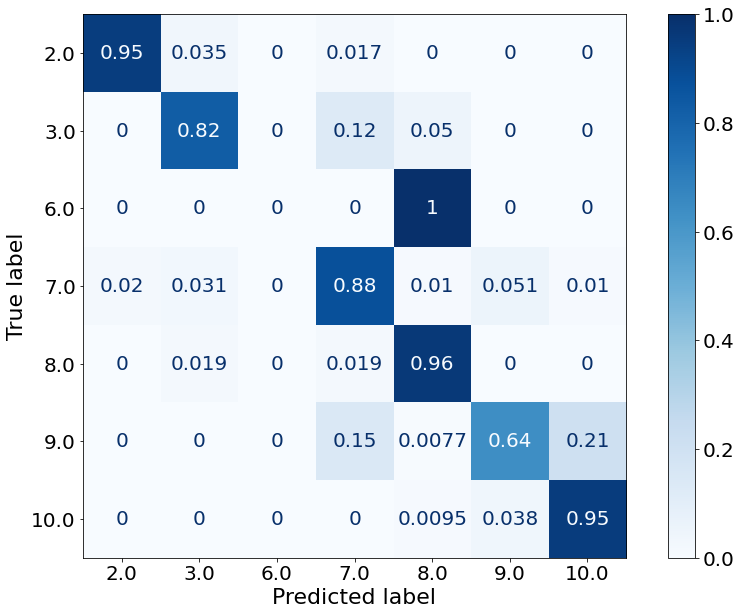 2.0 0.95 0.035 0 0.017 0 0 0
3.0 0 0.82 0 0.12 0.05 0 0
6.0 0 0 0 0 1 0 0
7.0 0.02 0.031 0 0.88 0.01 0.051 0.01
8.0 0 0.019 0 0.019 0.96 0 0
9.0 0 0 0 0.15 0.0077 0.64 0.21
10.0 0 0 0 0 0.0095 0.038 0.95
2.0 3.0 6.0 7.0 8.0 9.0 10.0
Predicted label
True label
1.0
0.8
0.6
0.4
0.2
0.0